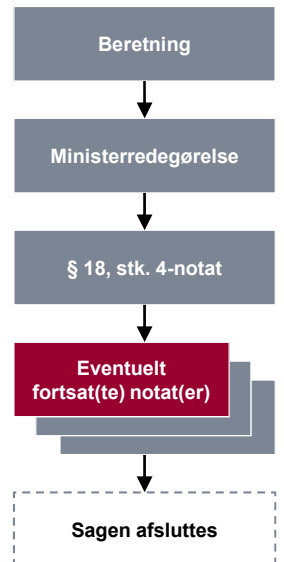 Beretning
Ministerredegørelse
§ 18, stk. 4-notat
Eventuelt
fortsat(te) notat(er)
Sagen afsluttes